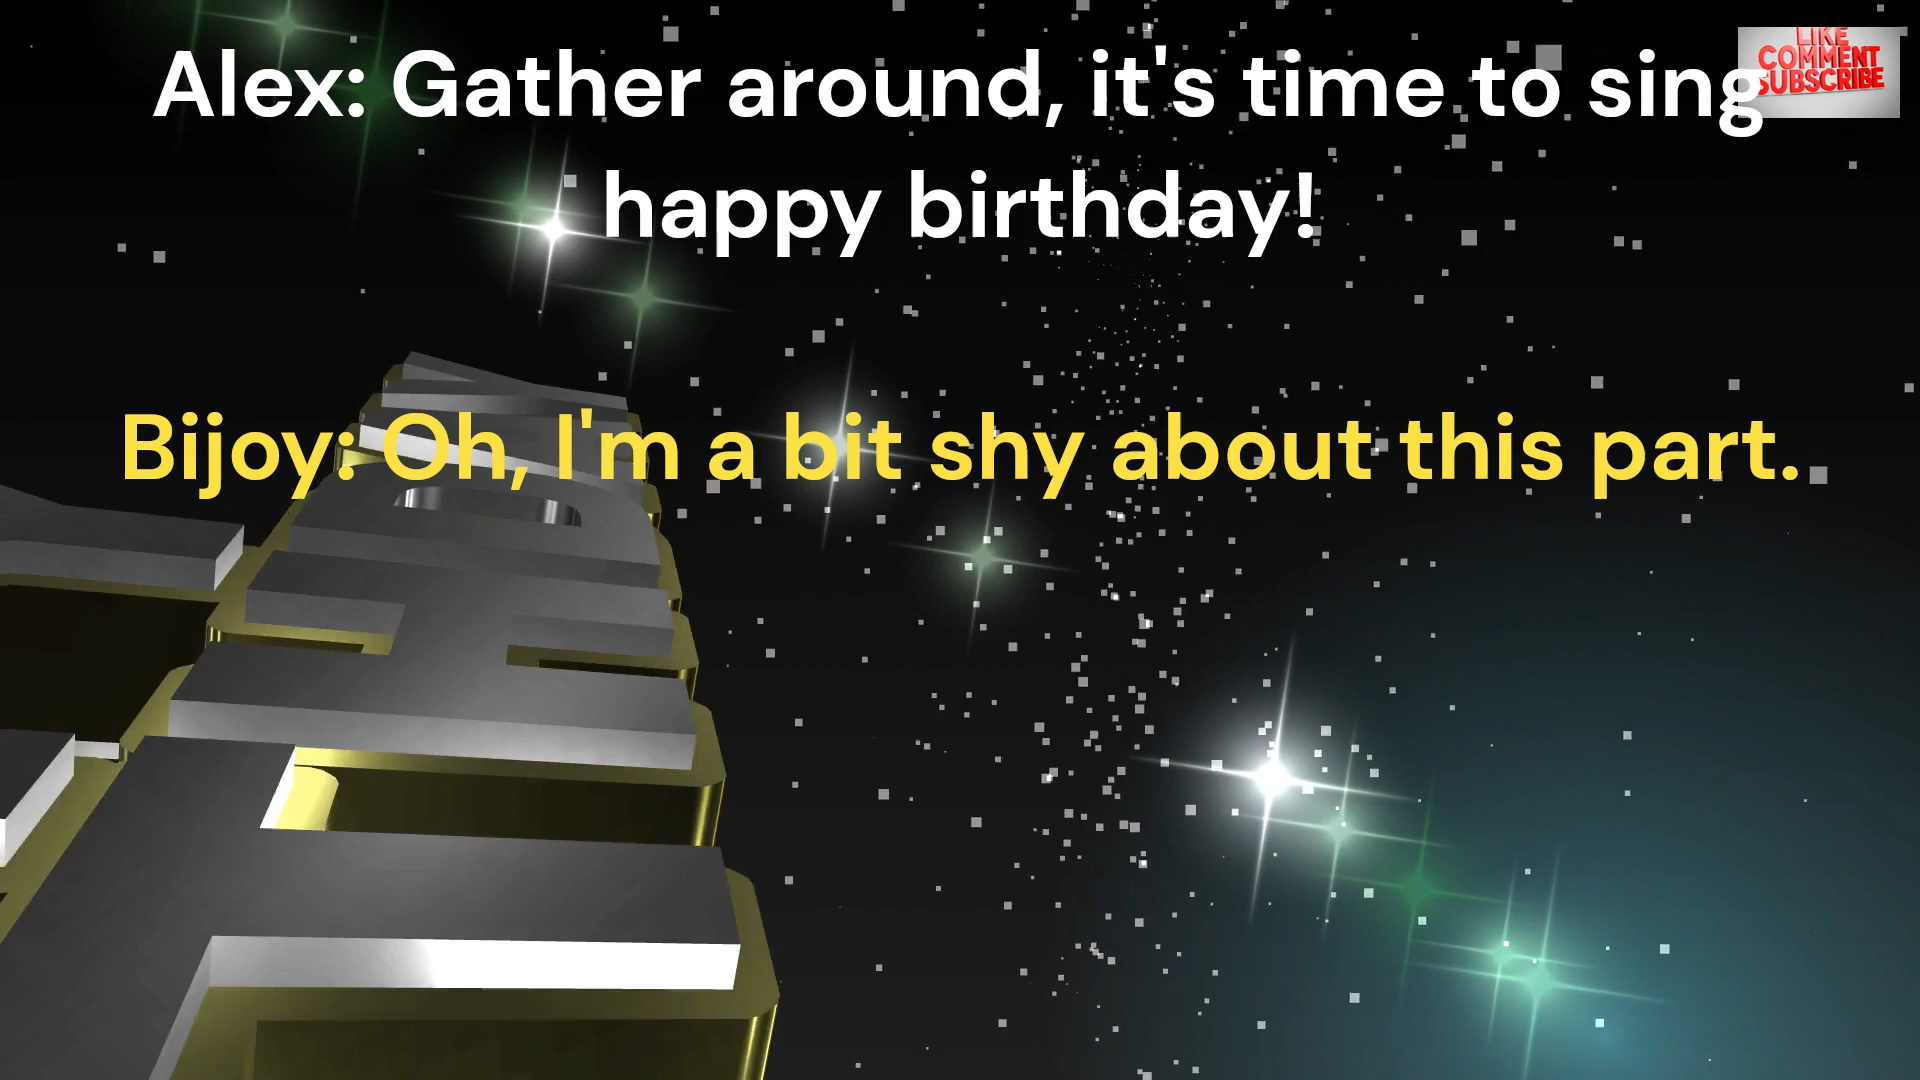 Alex: Gather around, it's time to sing
happy birthday!
Bijoy: Oh, I'm a bit shy about this part.
LIKE
COMMENT
SUBSCRIBE